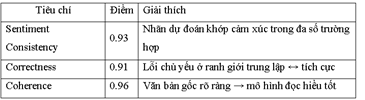 Tiêu chí Điểm Giải thích
Sentiment Consistency 0.93 Nhãn dự đoán khớp cảm xúc trong đa số trường hợp
Correctness 0.91 Lỗi chủ yếu ở ranh giới trung lập ↔ tích cực
Coherence 0.96 Văn bản gốc rõ ràng → mô hình đọc hiểu tốt